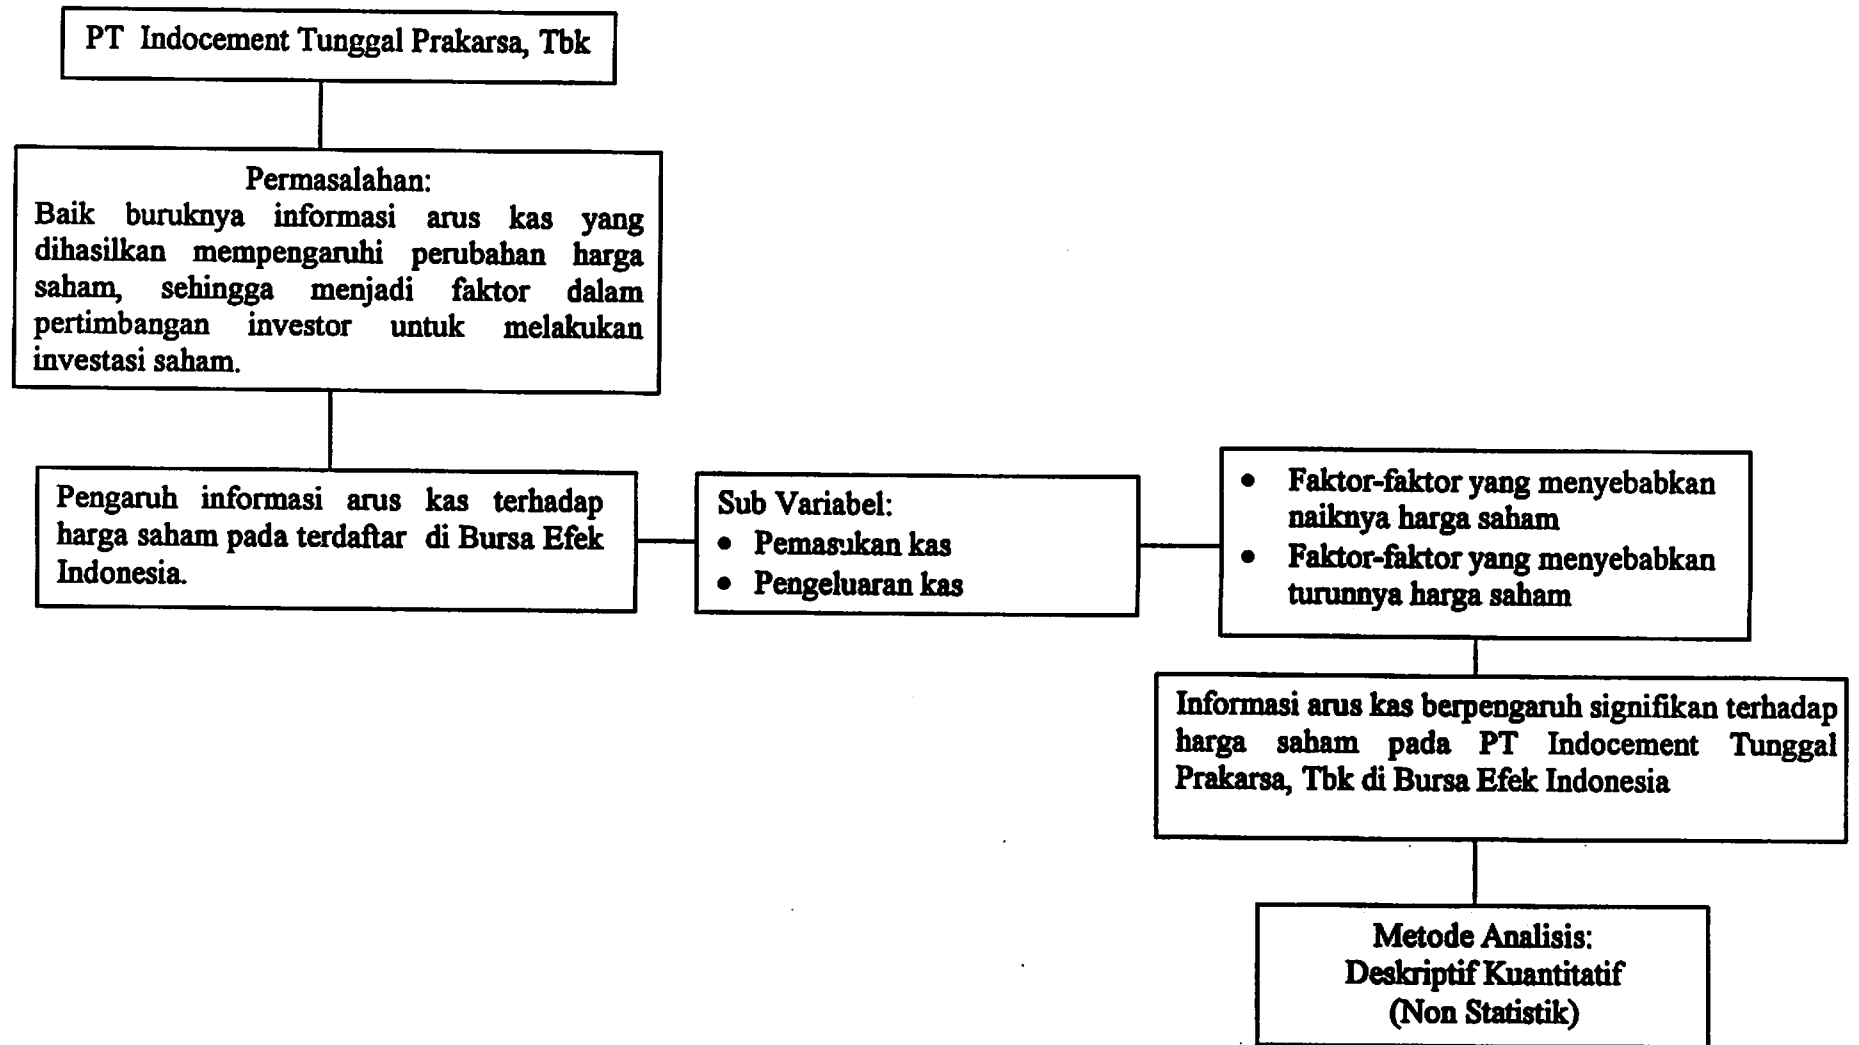 PT Indocement Tunggal Prakarsa, Tbk
Permasalahan:
Baik buruknya informasi arus kas yang
dihasilkan mempengaruhi perubahan harga
saham, sehingga menjadi faktor dalam
pertimbangan investor untuk melakukan
investasi saham.
Pengaruh informasi arus kas terhadap
harga saham pada terdaftar di Bursa Efek
Indonesia.
Sub Variabel:
• Pemasukan kas
• Pengeluaran kas
• Faktor-faktor yang menyebabkan
naiknya harga saham
• Faktor-faktor yang menyebabkan
turunnya harga saham
Informasi arus kas berpengaruh signifikan terhadap
harga saham pada PT Indocement Tunggal
Prakarsa, Tbk di Bursa Efek Indonesia
Metode Analisis:
Deskriptif Kuantitatif
(Non Statistik)